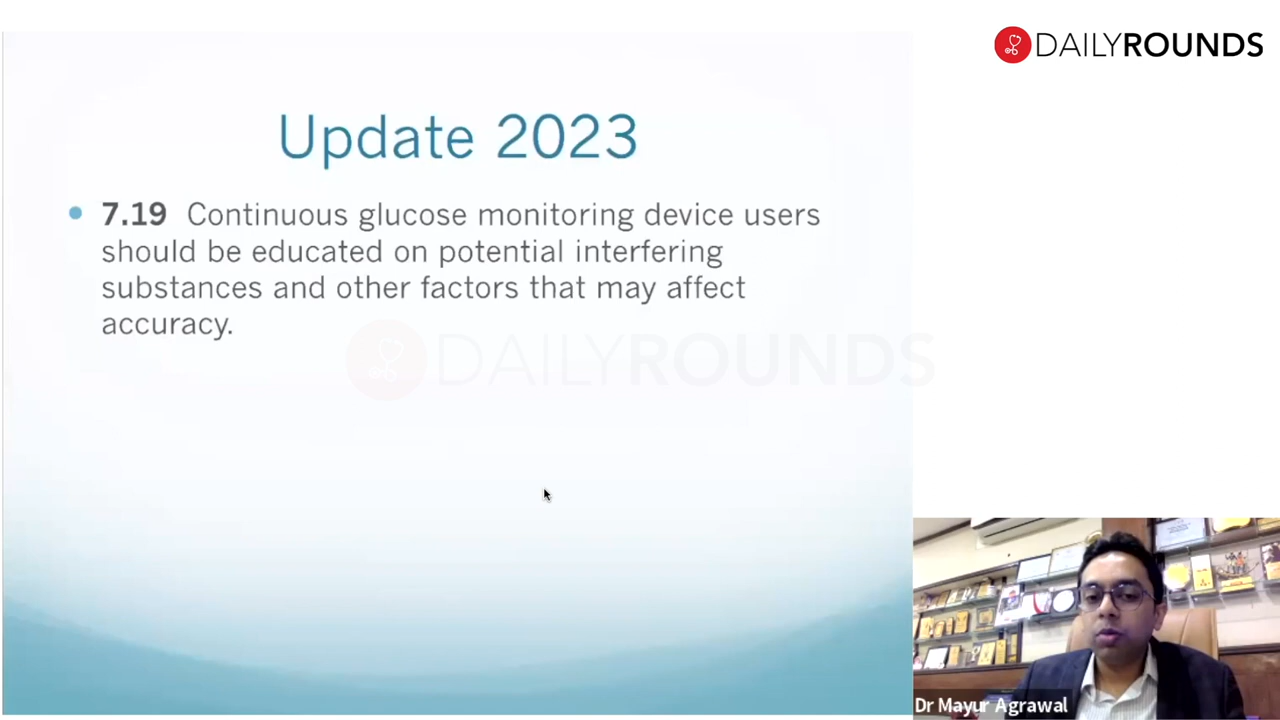 DAILYROUNDS
Update 2023
• 7.19 Continuous glucose monitoring device users
should be educated on potential interfering
substances and other factors that may affect
accuracy.
DAILYROUNDS
Dr Mayur Agrawal